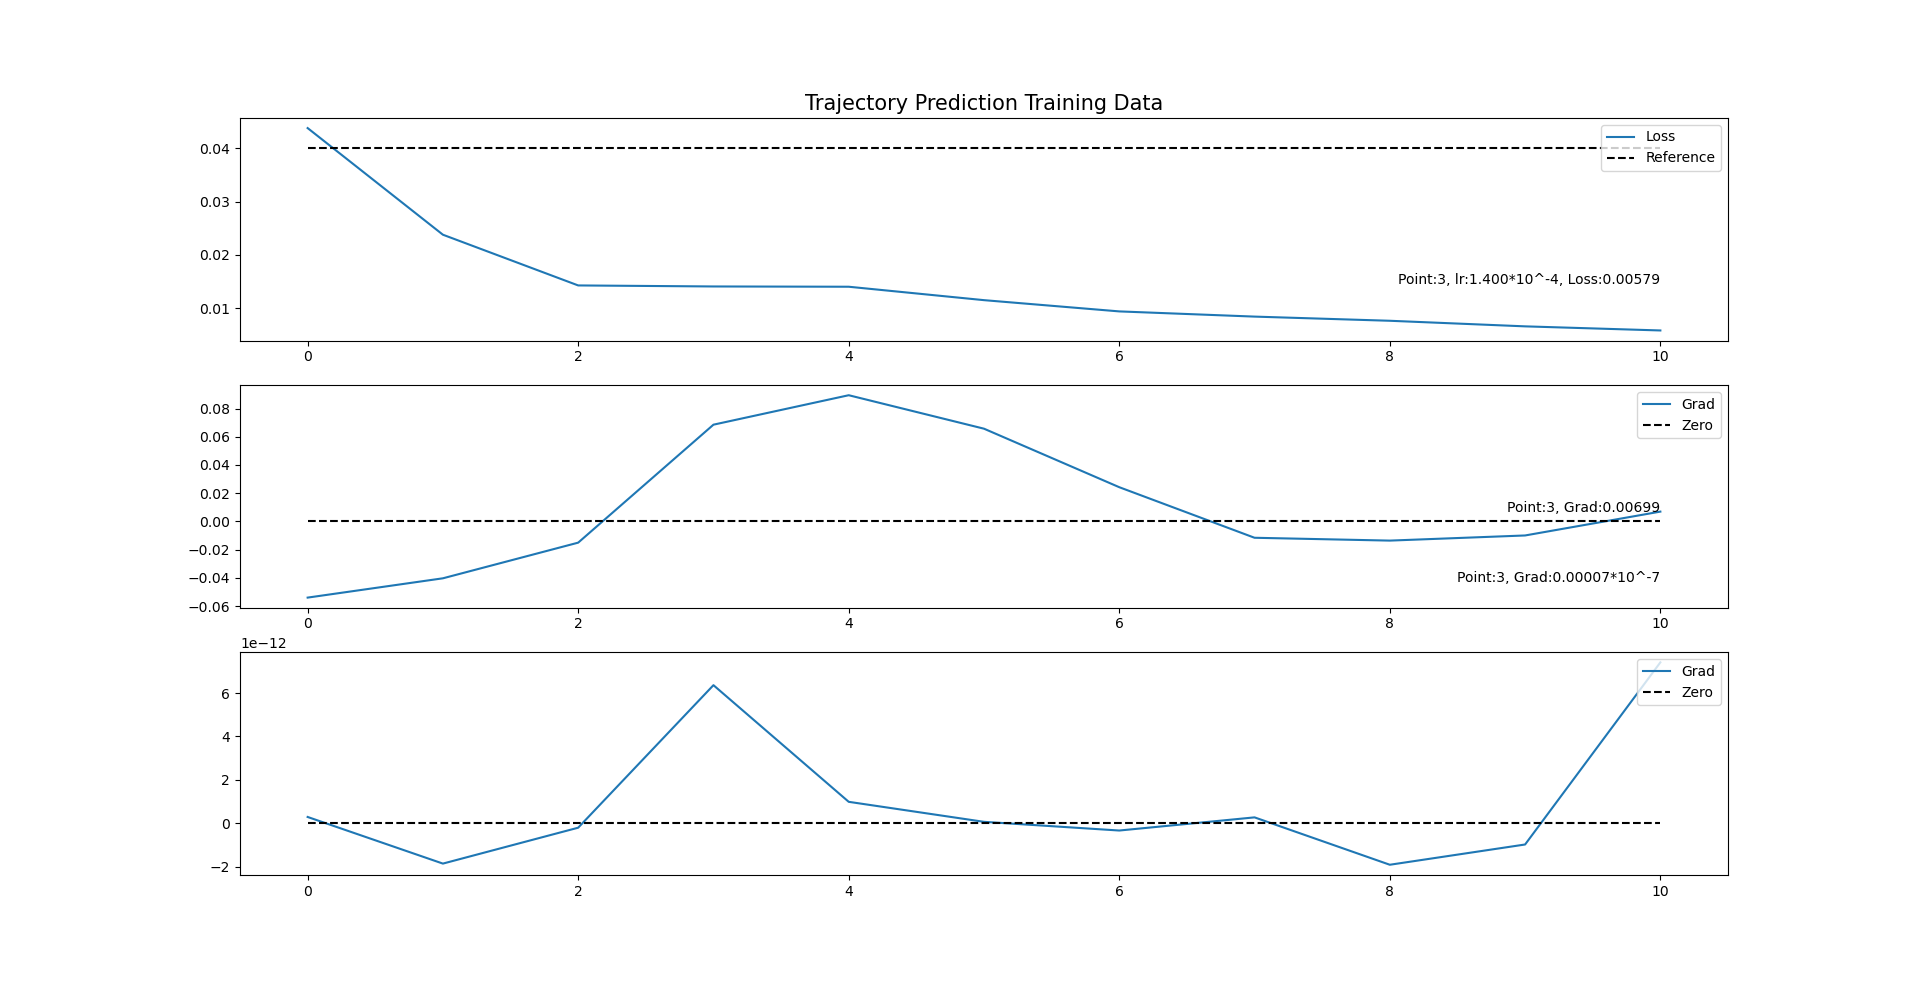 Trajectory Prediction Training Data
0.04
0.03
0.02
0.01
Loss
Reference
Point:3, lr:1.400*10^-4, Loss:0.00579
0 2 4 6 8 10
0.08
0.06
0.04
0.02
0.00
−0.02
−0.04
−0.06
Grad
Zero
Point:3, Grad:0.00699
Point:3, Grad:0.00007*10^-7
0 2 4 6 8 10
1e−12
6
4
2
0
−2
Grad
Zero
0 2 4 6 8 10